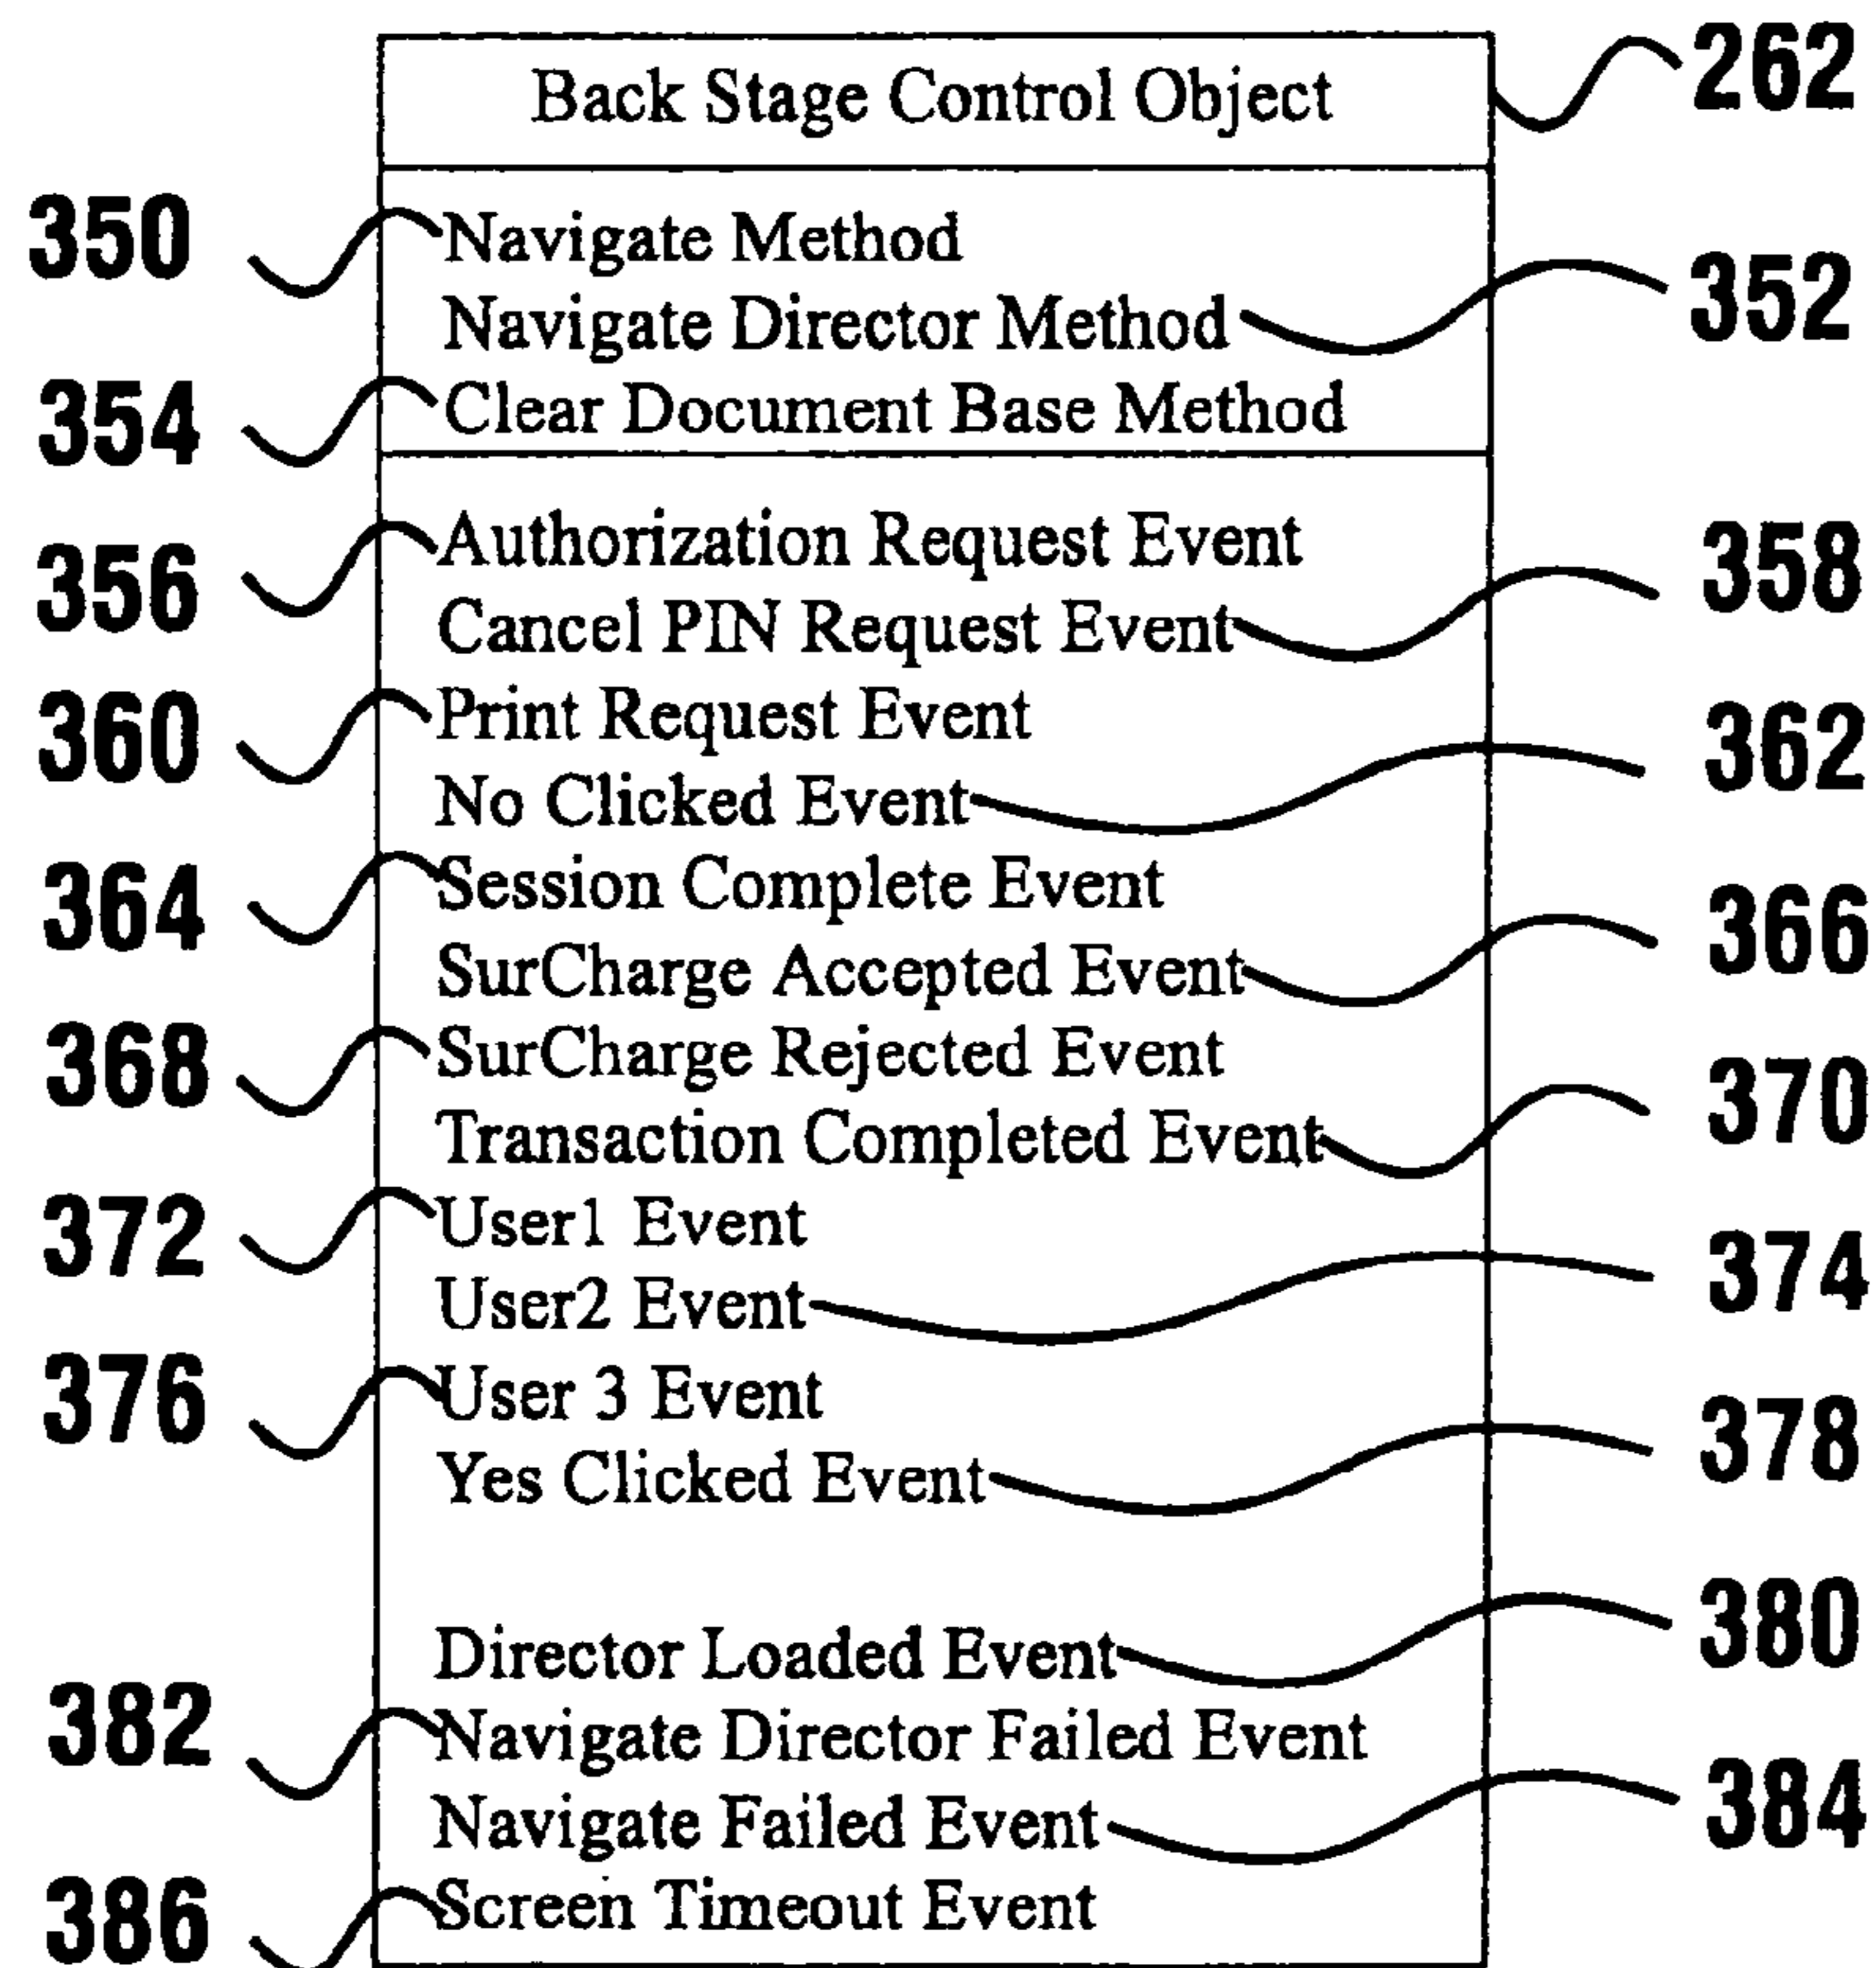 Back Stage Control Object 262
350 Navigate Method
Navigate Director Method 352
354 Clear Document Base Method
356 Authorization Request Event
Cancel PIN Request Event 358
360 Print Request Event
No Clicked Event 362
364 Session Complete Event
SurCharge Accepted Event 366
368 SurCharge Rejected Event
Transaction Completed Event 370
372 User1 Event
User2 Event 374
376 User 3 Event
Yes Clicked Event 378
Director Loaded Event 380
382 Navigate Director Failed Event
Navigate Failed Event 384
386 Screen Timeout Event